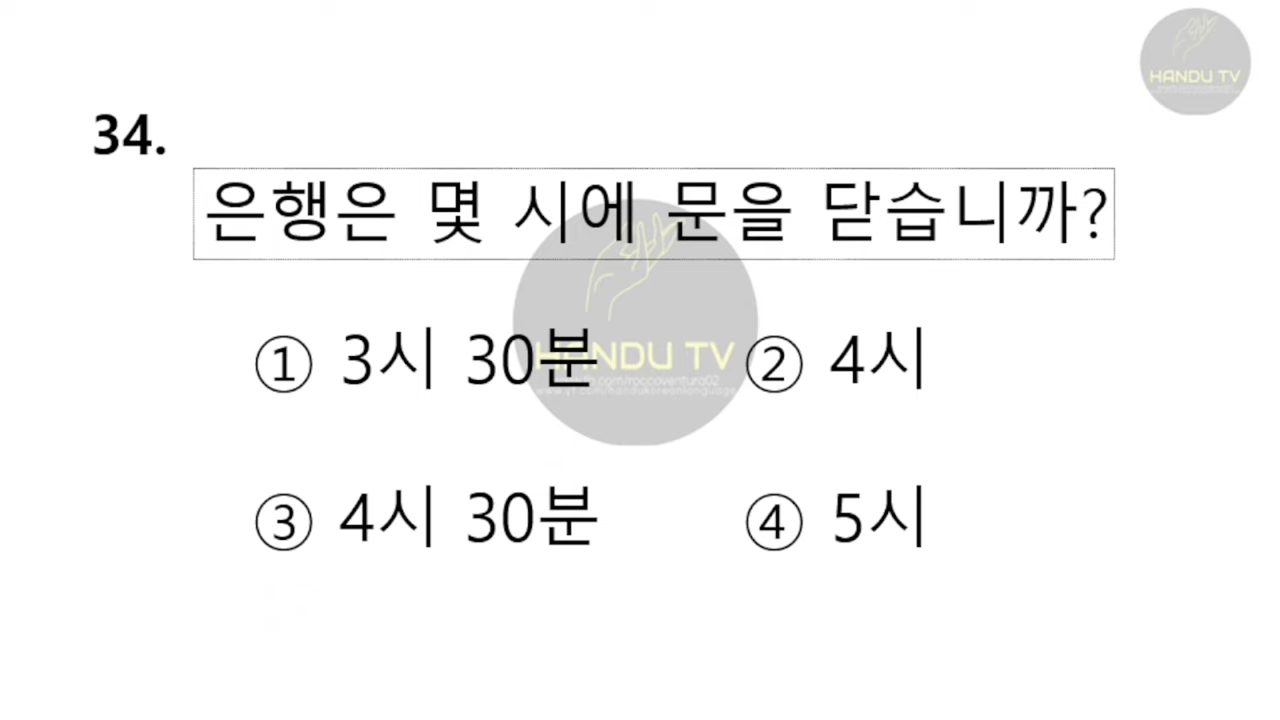 HANDU TV
34.
은행은 몇 시에 문을 닫습니까?
① 3시 30분 ② 4시
HANDU TV
③ 4시 30분 ④ 5시